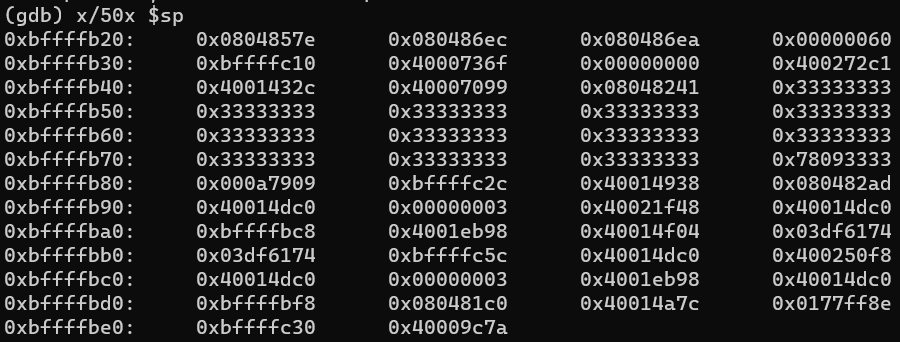 (gdb) x/50x $sp
0xbffffb20: 0x0804857e 0x080486ec 0x080486ea 0x00000060
0xbffffb30: 0xbffffc10 0x4000736f 0x00000000 0x400272c1
0xbffffb40: 0x4001432c 0x40007099 0x08048241 0x33333333
0xbffffb50: 0x33333333 0x33333333 0x33333333 0x33333333
0xbffffb60: 0x33333333 0x33333333 0x33333333 0x33333333
0xbffffb70: 0x33333333 0x33333333 0x33333333 0x78093333
0xbffffb80: 0x000a7909 0xbffffc2c 0x40014938 0x080482ad
0xbffffb90: 0x40014dc0 0x00000003 0x40021f48 0x40014dc0
0xbffffba0: 0xbffffbc8 0x4001eb98 0x40014f04 0x03df6174
0xbffffbb0: 0x03df6174 0xbffffc5c 0x40014dc0 0x400250f8
0xbffffbc0: 0x40014dc0 0x00000003 0x4001eb98 0x40014dc0
0xbffffbd0: 0xbffffbf8 0x080481c0 0x40014a7c 0x0177ff8e
0xbffffbe0: 0xbffffc30 0x40009c7a